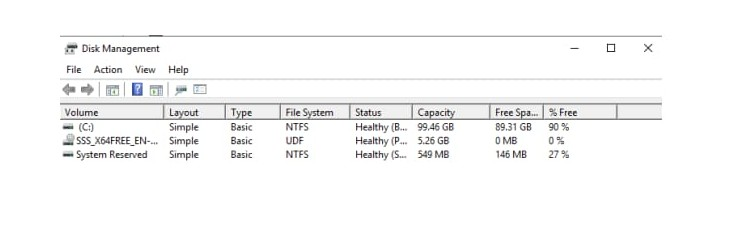 Disk Management
File Action View Help
Volume Layout Type File System Status Capacity Free Spa... % Free
(C:) Simple Basic NTFS Healthy (B... 99.46 GB 89.31 GB 90 %
SSS_X64FREE_EN-... Simple Basic UDF Healthy (P... 5.26 GB 0 MB 0 %
System Reserved Simple Basic NTFS Healthy (S... 549 MB 146 MB 27 %